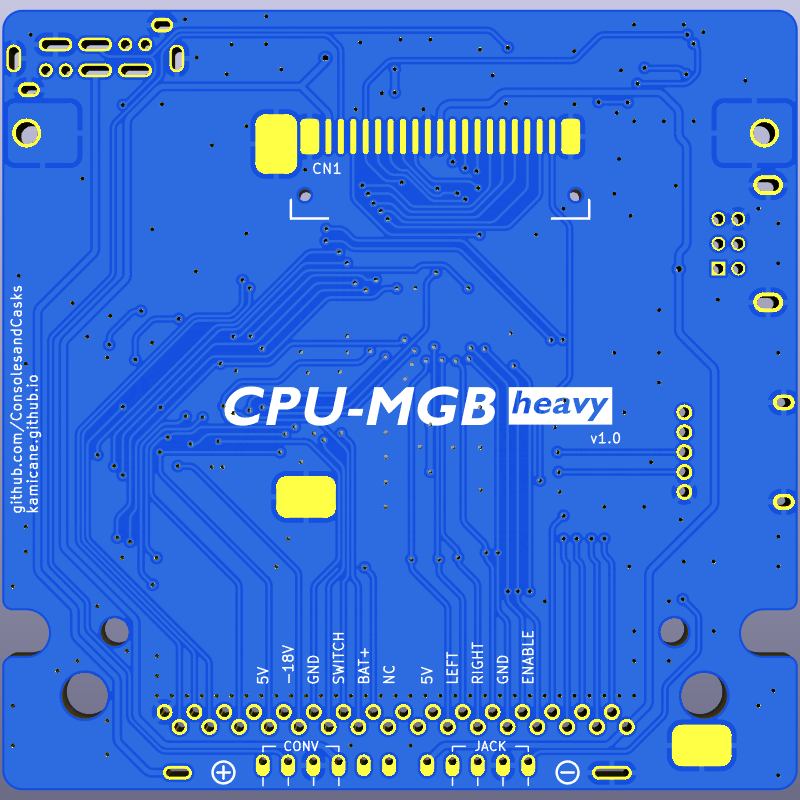 CN1
github.com/ConsolesandCasks
kamicane.github.io
CPU-MGB heavy
v1.0
5V
-18V
GND
SWITCH
BAT+
NC
5V
LEFT
RIGHT
GND
ENABLE
CONV
JACK
+
−